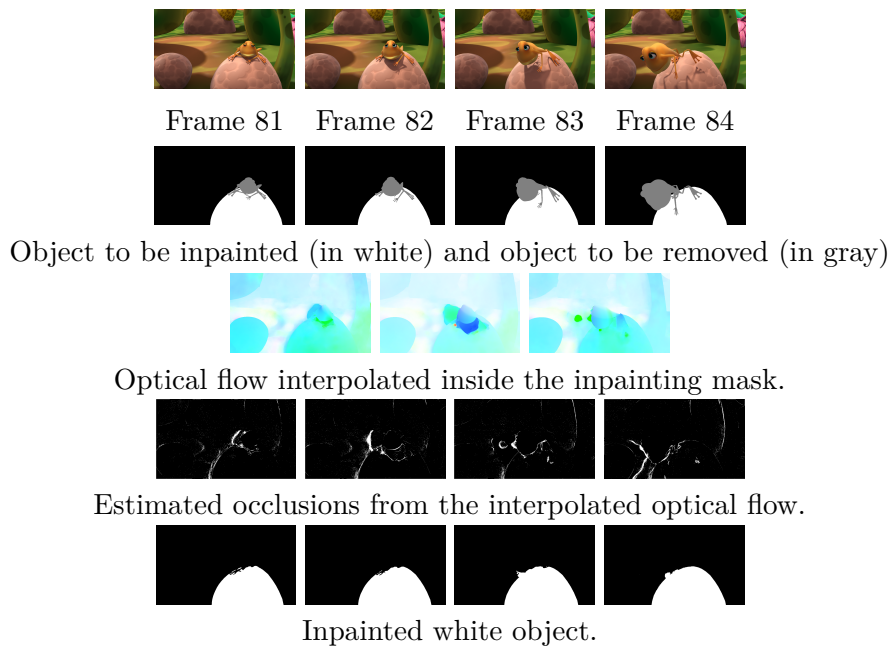 Frame 81 Frame 82 Frame 83 Frame 84
Object to be inpainted (in white) and object to be removed (in gray)
Optical flow interpolated inside the inpainting mask.
Estimated occlusions from the interpolated optical flow.
Inpainted white object.